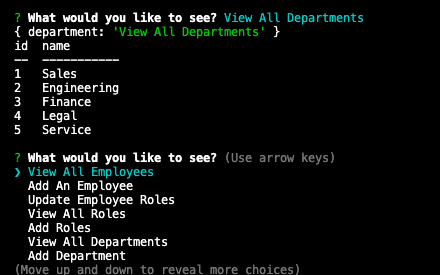 ? What would you like to see? View All Departments
{ department: 'View All Departments' }
id  name
--  -----------
1   Sales
2   Engineering
3   Finance
4   Legal
5   Service

? What would you like to see? (Use arrow keys)
❯ View All Employees
  Add An Employee
  Update Employee Roles
  View All Roles
  Add Roles
  View All Departments
  Add Department
(Move up and down to reveal more choices)